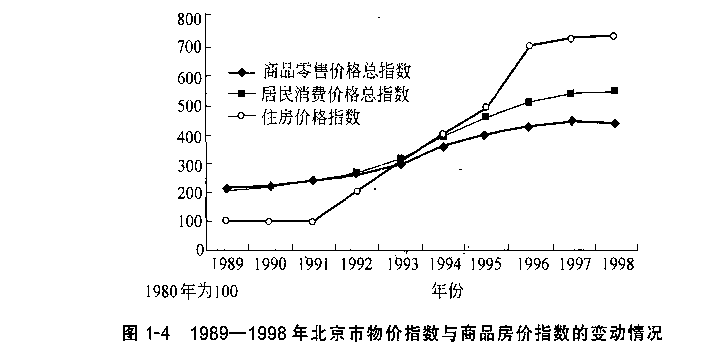 800
700
600
500
400
300
200
100
0
商品零售价格总指数
居民消费价格总指数
住房价格指数
1989 1990 1991 1992 1993 1994 1995 1996 1997 1998
1980年为100 年份
图 1-4 1989—1998年北京市物价指数与商品房价指数的变动情况